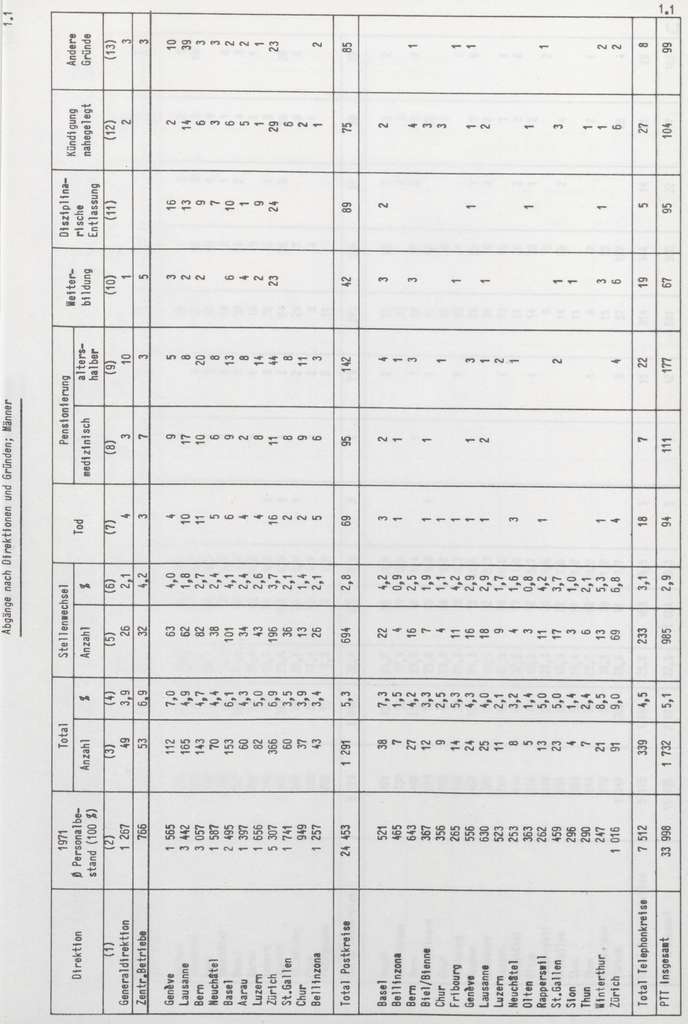 1.1
1.1
Abgänge nach Direktionen und Gründen; Männer
Direktion 1971 Ø Personalbe- stand (100 %) Total Stellenwechsel Tod Pensionierung Weiter- bildung Disziplina- rische Entlassung Kündigung nahegelegt Andere Gründe
Anzahl % Anzahl % medizinisch alters- halber
(1) (2) (3) (4) (5) (6) (7) (8) (9) (10) (11) (12) (13)
Generaldirektion 1 267 49 3,9 26 2,1 4 3 10 1 2 3
Zentr.Betriebe 766 53 6,9 32 4,2 3 7 3 5 3
Genève 1 565 112 7,0 63 4,0 4 9 5 3 16 2 10
Lausanne 3 442 165 4,9 62 1,8 10 17 8 2 13 14 39
Bern 3 057 143 4,7 82 2,7 11 10 20 2 9 6 3
Neuchâtel 1 587 70 4,4 38 2,4 5 6 8 7 3 3
Basel 2 495 153 6,1 101 4,1 6 9 13 6 10 6 2
Aarau 1 397 60 4,3 34 2,4 4 2 8 4 1 5 2
Luzern 1 656 82 5,0 43 2,6 4 8 14 2 9 1 1
Zürich 5 307 366 6,9 196 3,7 16 11 44 23 24 29 23
St.Gallen 1 741 60 3,5 36 2,1 2 8 8 6
Chur 949 37 3,9 13 1,4 2 9 11 2
Bellinzona 1 257 43 3,4 26 2,1 5 6 3 1 2
Total Postkreise 24 453 1 291 5,3 694 2,8 69 95 142 42 89 75 85
Basel 521 38 7,3 22 4,2 3 2 4 3 2 2
Bellinzona 465 7 1,5 4 0,9 1 1 1
Bern 643 27 4,2 16 2,5 3 3 4 1
Biel/Bienne 367 12 3,3 7 1,9 1 1 3
Chur 356 9 2,5 4 1,1 1 1 3
Fribourg 265 14 5,3 11 4,2 1 1 1
Genève 556 24 4,3 16 2,9 1 1 3 1 1 1
Lausanne 630 25 4,0 18 2,9 1 2 1 1 2
Luzern 523 11 2,1 9 1,7 2
Neuchâtel 253 8 3,2 4 1,6 3 1
Olten 363 5 1,4 3 0,8 1 1
Rapperswil 262 13 5,0 11 4,2 1 1
St.Gallen 459 23 5,0 17 3,7 2 1 3
Sion 296 4 1,4 3 1,0 1
Thun 290 7 2,4 6 2,1 1
Winterthur 247 21 8,5 13 5,3 1 3 1 1 2
Zürich 1 016 91 9,0 69 6,8 4 4 6 6 2
Total Telephonkreise 7 512 339 4,5 233 3,1 18 7 22 19 5 27 8
PTT Insgesamt 33 998 1 732 5,1 985 2,9 94 111 177 67 95 104 99